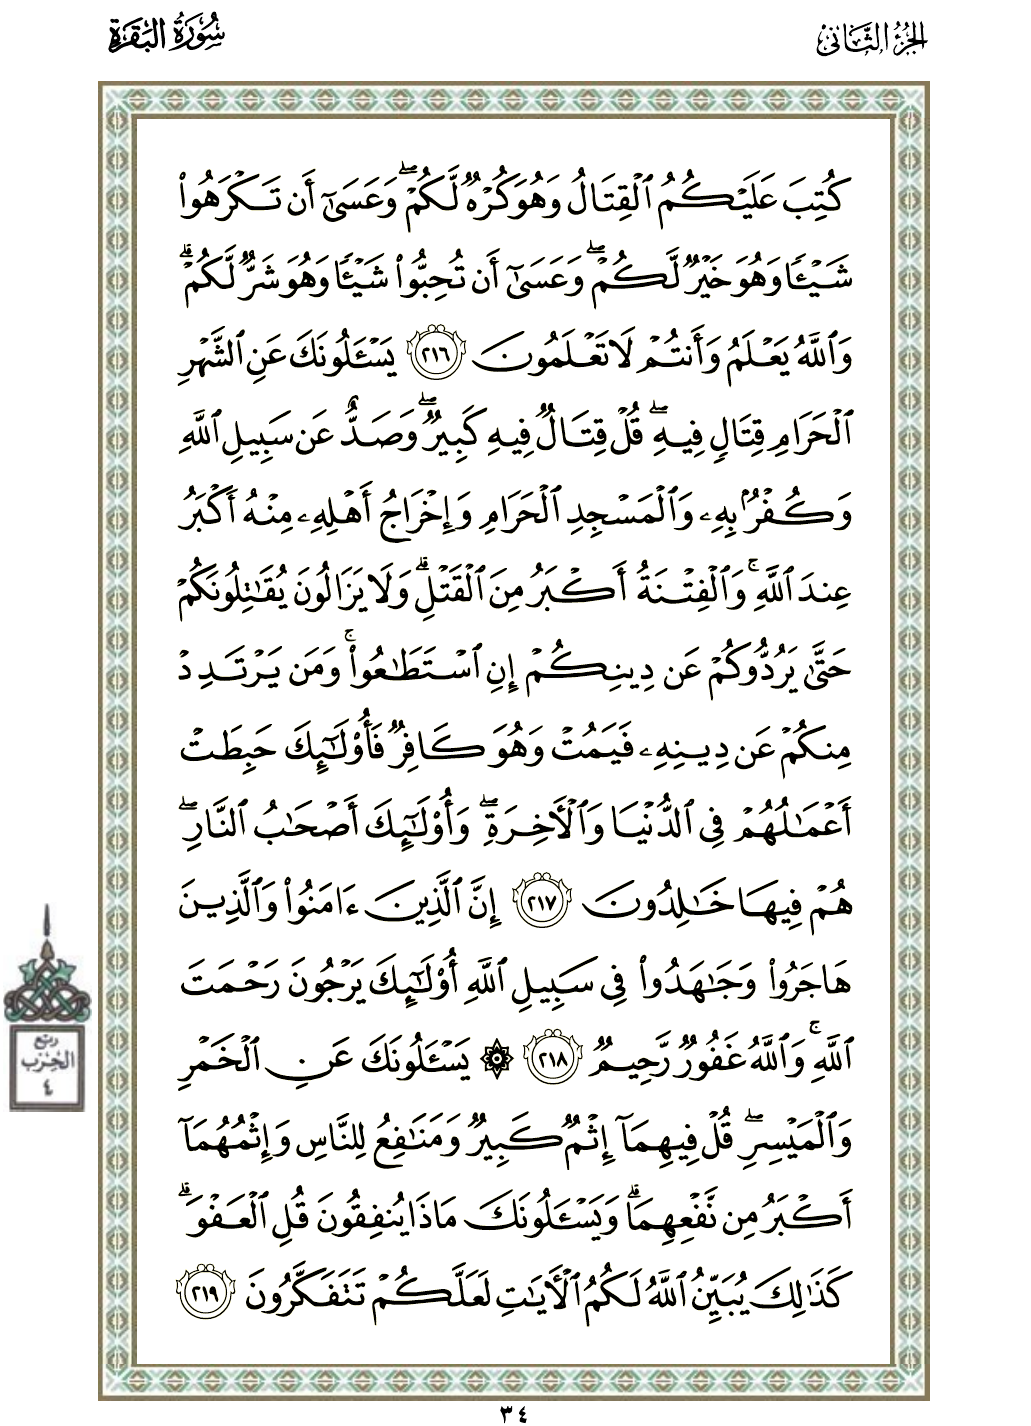 الجزء الثاني
سورة البقرة
كُتِبَ عَلَيْكُمُ ٱلْقِتَالُ وَهُوَ كُرْهٌ لَّكُمْ ۖ وَعَسَىٰٓ أَن تَكْرَهُوا۟
شَيْـًٔا وَهُوَ خَيْرٌ لَّكُمْ ۖ وَعَسَىٰٓ أَن تُحِبُّوا۟ شَيْـًٔا وَهُوَ شَرٌّ لَّكُمْ ۗ
وَٱللَّهُ يَعْلَمُ وَأَنتُمْ لَا تَعْلَمُونَ ٢١٦ يَسْـَٔلُونَكَ عَنِ ٱلشَّهْرِ
ٱلْحَرَامِ قِتَالٍ فِيهِ ۖ قُلْ قِتَالٌ فِيهِ كَبِيرٌ ۖ وَصَدٌّ عَن سَبِيلِ ٱللَّهِ
وَكُفْرٌۢ بِهِۦ وَٱلْمَسْجِدِ ٱلْحَرَامِ وَإِخْرَاجُ أَهْلِهِۦ مِنْهُ أَكْبَرُ
عِندَ ٱللَّهِ ۚ وَٱلْفِتْنَةُ أَكْبَرُ مِنَ ٱلْقَتْلِ ۗ وَلَا يَزَالُونَ يُقَٰتِلُونَكُمْ
حَتَّىٰ يَرُدُّوكُمْ عَن دِينِكُمْ إِنِ ٱسْتَطَٰعُوا۟ ۚ وَمَن يَرْتَدِدْ
مِنكُمْ عَن دِينِهِۦ فَيَمُتْ وَهُوَ كَافِرٌ فَأُو۟لَٰٓئِكَ حَبِطَتْ
أَعْمَٰلُهُمْ فِى ٱلدُّنْيَا وَٱلْـَٔاخِرَةِ ۖ وَأُو۟لَٰٓئِكَ أَصْحَٰبُ ٱلنَّارِ ۖ
هُمْ فِيهَا خَٰلِدُونَ ٢١٧ إِنَّ ٱلَّذِينَ ءَامَنُوا۟ وَٱلَّذِينَ
هَاجَرُوا۟ وَجَٰهَدُوا۟ فِى سَبِيلِ ٱللَّهِ أُو۟لَٰٓئِكَ يَرْجُونَ رَحْمَتَ
ٱللَّهِ ۚ وَٱللَّهُ غَفُورٌ رَّحِيمٌ ٢١٨ ۞ يَسْـَٔلُونَكَ عَنِ ٱلْخَمْرِ
وَٱلْمَيْسِرِ ۖ قُلْ فِيهِمَآ إِثْمٌ كَبِيرٌ وَمَنَٰفِعُ لِلنَّاسِ وَإِثْمُهُمَآ
أَكْبَرُ مِن نَّفْعِهِمَا ۗ وَيَسْـَٔلُونَكَ مَاذَا يُنفِقُونَ قُلِ ٱلْعَفْوَ ۗ
كَذَٰلِكَ يُبَيِّنُ ٱللَّهُ لَكُمُ ٱلْـَٔايَٰتِ لَعَلَّكُمْ تَتَفَكَّرُونَ ٢١٩
ربع
الحزب
٤
٣٤